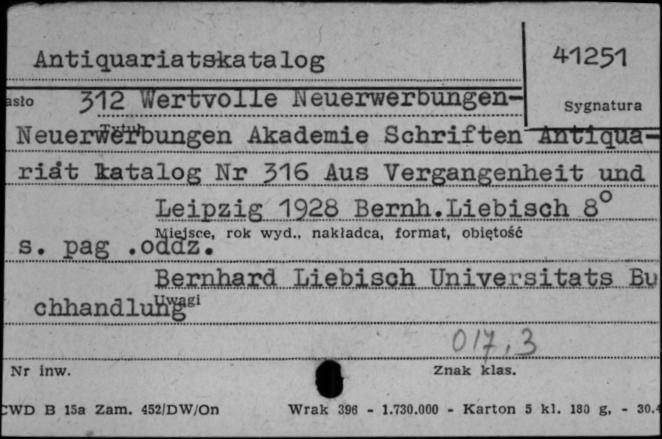 Antiquariatskatalog
41251
asło 312 Wertvolle Neuerwerbungen-
Sygnatura
Neuerwerbungen Akademie Schriften Antiqua-
Tytuł
riat katalog Nr 316 Aus Vergangenheit und
Leipzig 1928 Bernh.Liebisch 8°
Miejsce, rok wyd., nakładca, format, objętość
s. pag .oddz.
Bernhard Liebisch Universitats Bu
chhandlung
Uwagi
017.3
Nr inw.
Znak klas.
CWD B 15a Zam. 452/DW/On Wrak 396 - 1.730.000 - Karton 5 kl. 180 g, - 30.4